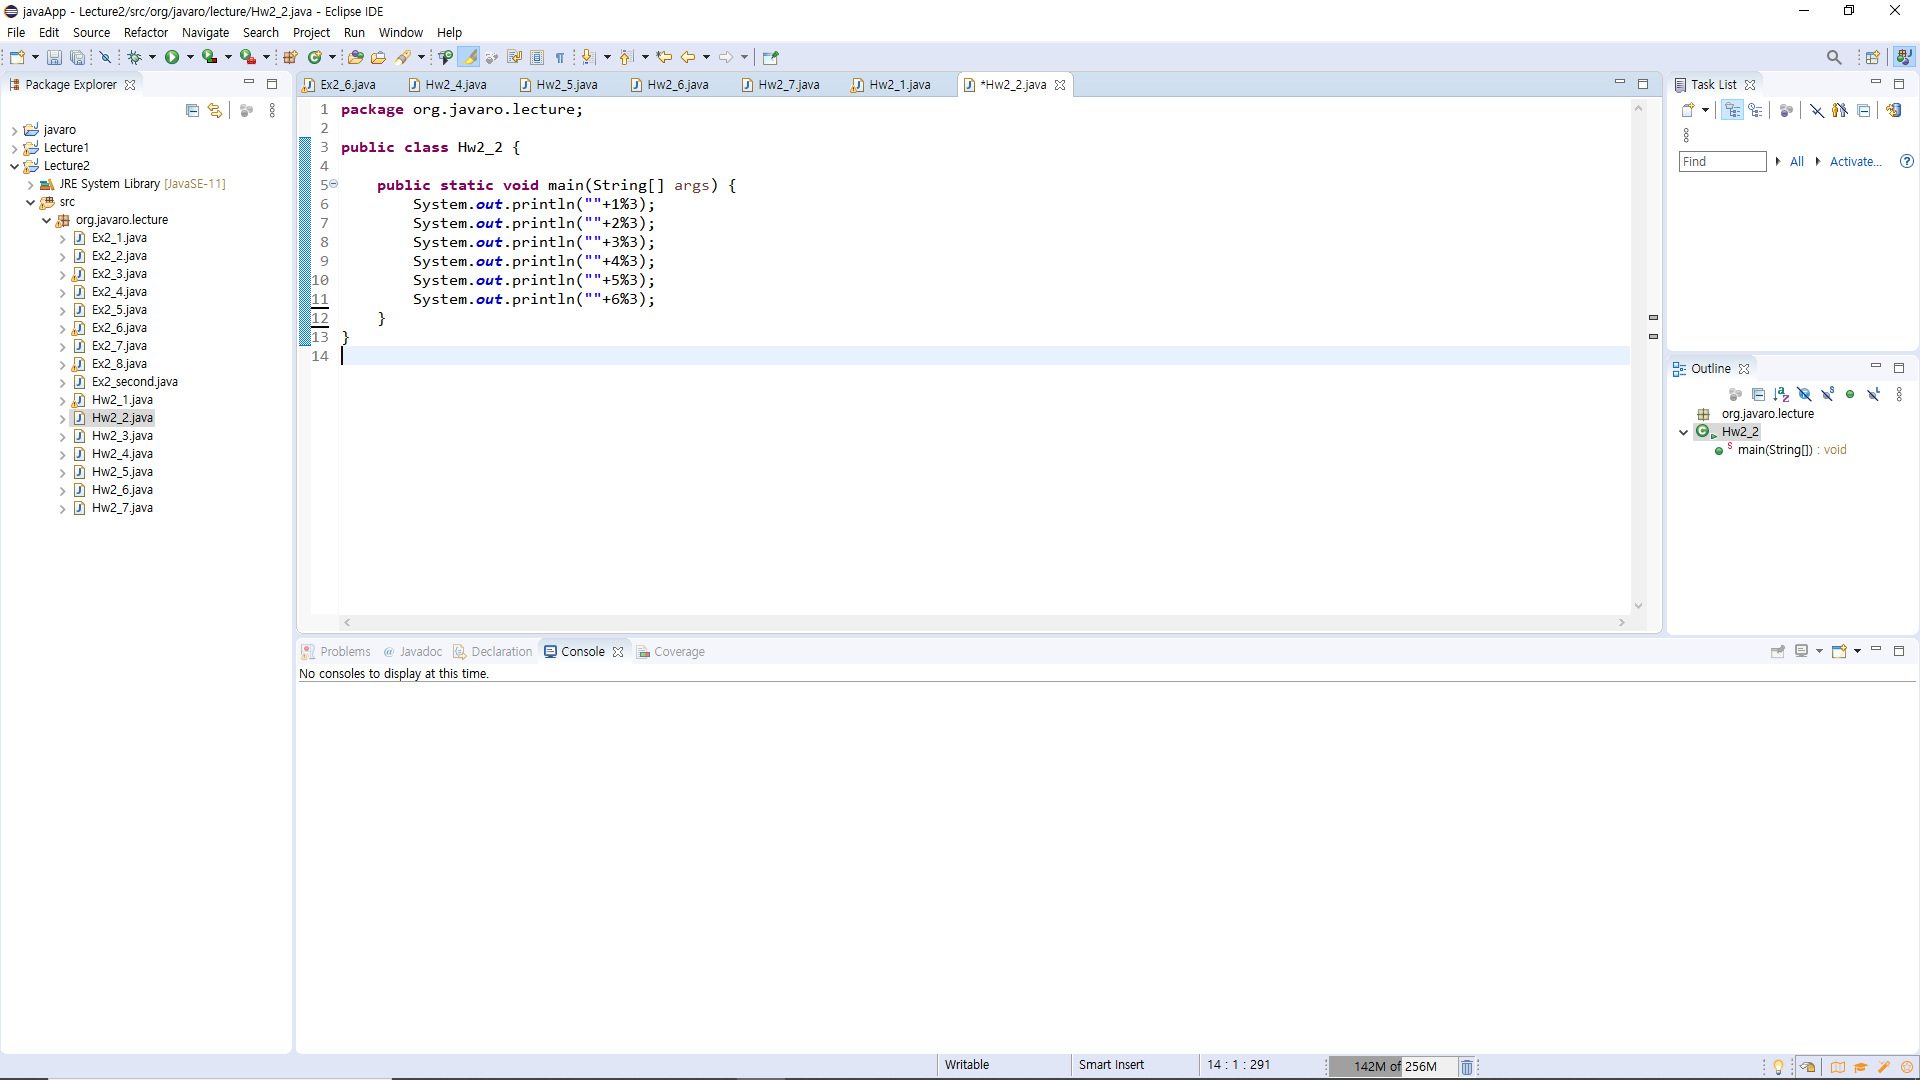 javaApp - Lecture2/src/org/javaro/lecture/Hw2_2.java - Eclipse IDE
File Edit Source Refactor Navigate Search Project Run Window Help
Package Explorer
javaro
Lecture1
Lecture2
JRE System Library [JavaSE-11]
src
org.javaro.lecture
Ex2_1.java
Ex2_2.java
Ex2_3.java
Ex2_4.java
Ex2_5.java
Ex2_6.java
Ex2_7.java
Ex2_8.java
Ex2_second.java
Hw2_1.java
Hw2_2.java
Hw2_3.java
Hw2_4.java
Hw2_5.java
Hw2_6.java
Hw2_7.java
Ex2_6.java Hw2_4.java Hw2_5.java Hw2_6.java Hw2_7.java Hw2_1.java *Hw2_2.java
1 package org.javaro.lecture;
2
3 public class Hw2_2 {
4
5 public static void main(String[] args) {
6 System.out.println(""+1%3);
7 System.out.println(""+2%3);
8 System.out.println(""+3%3);
9 System.out.println(""+4%3);
10 System.out.println(""+5%3);
11 System.out.println(""+6%3);
12 }
13 }
14
Task List
Find All Activate...
Outline
org.javaro.lecture
Hw2_2
main(String[]) : void
Problems @ Javadoc Declaration Console Coverage
No consoles to display at this time.
Writable Smart Insert 14 : 1 : 291 142M of 256M